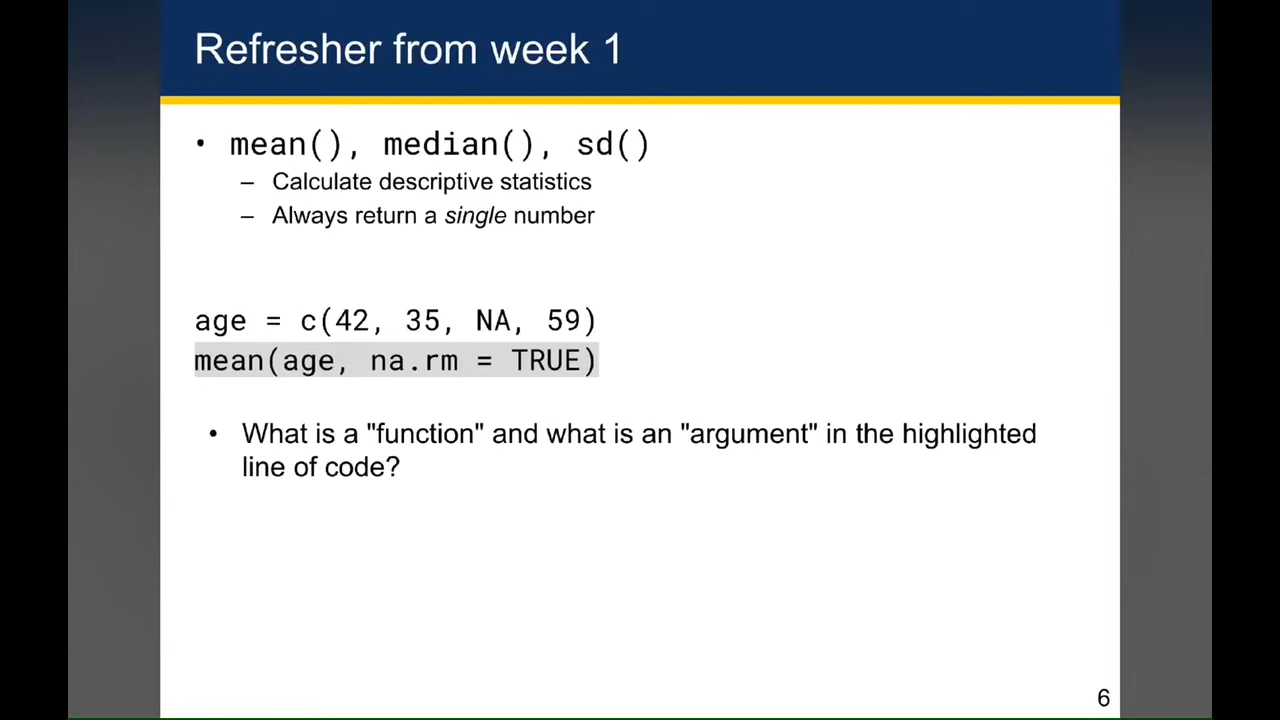 Refresher from week 1
• mean(), median(), sd()
– Calculate descriptive statistics
– Always return a single number
age = c(42, 35, NA, 59)
mean(age, na.rm = TRUE)
• What is a "function" and what is an "argument" in the highlighted
line of code?
6